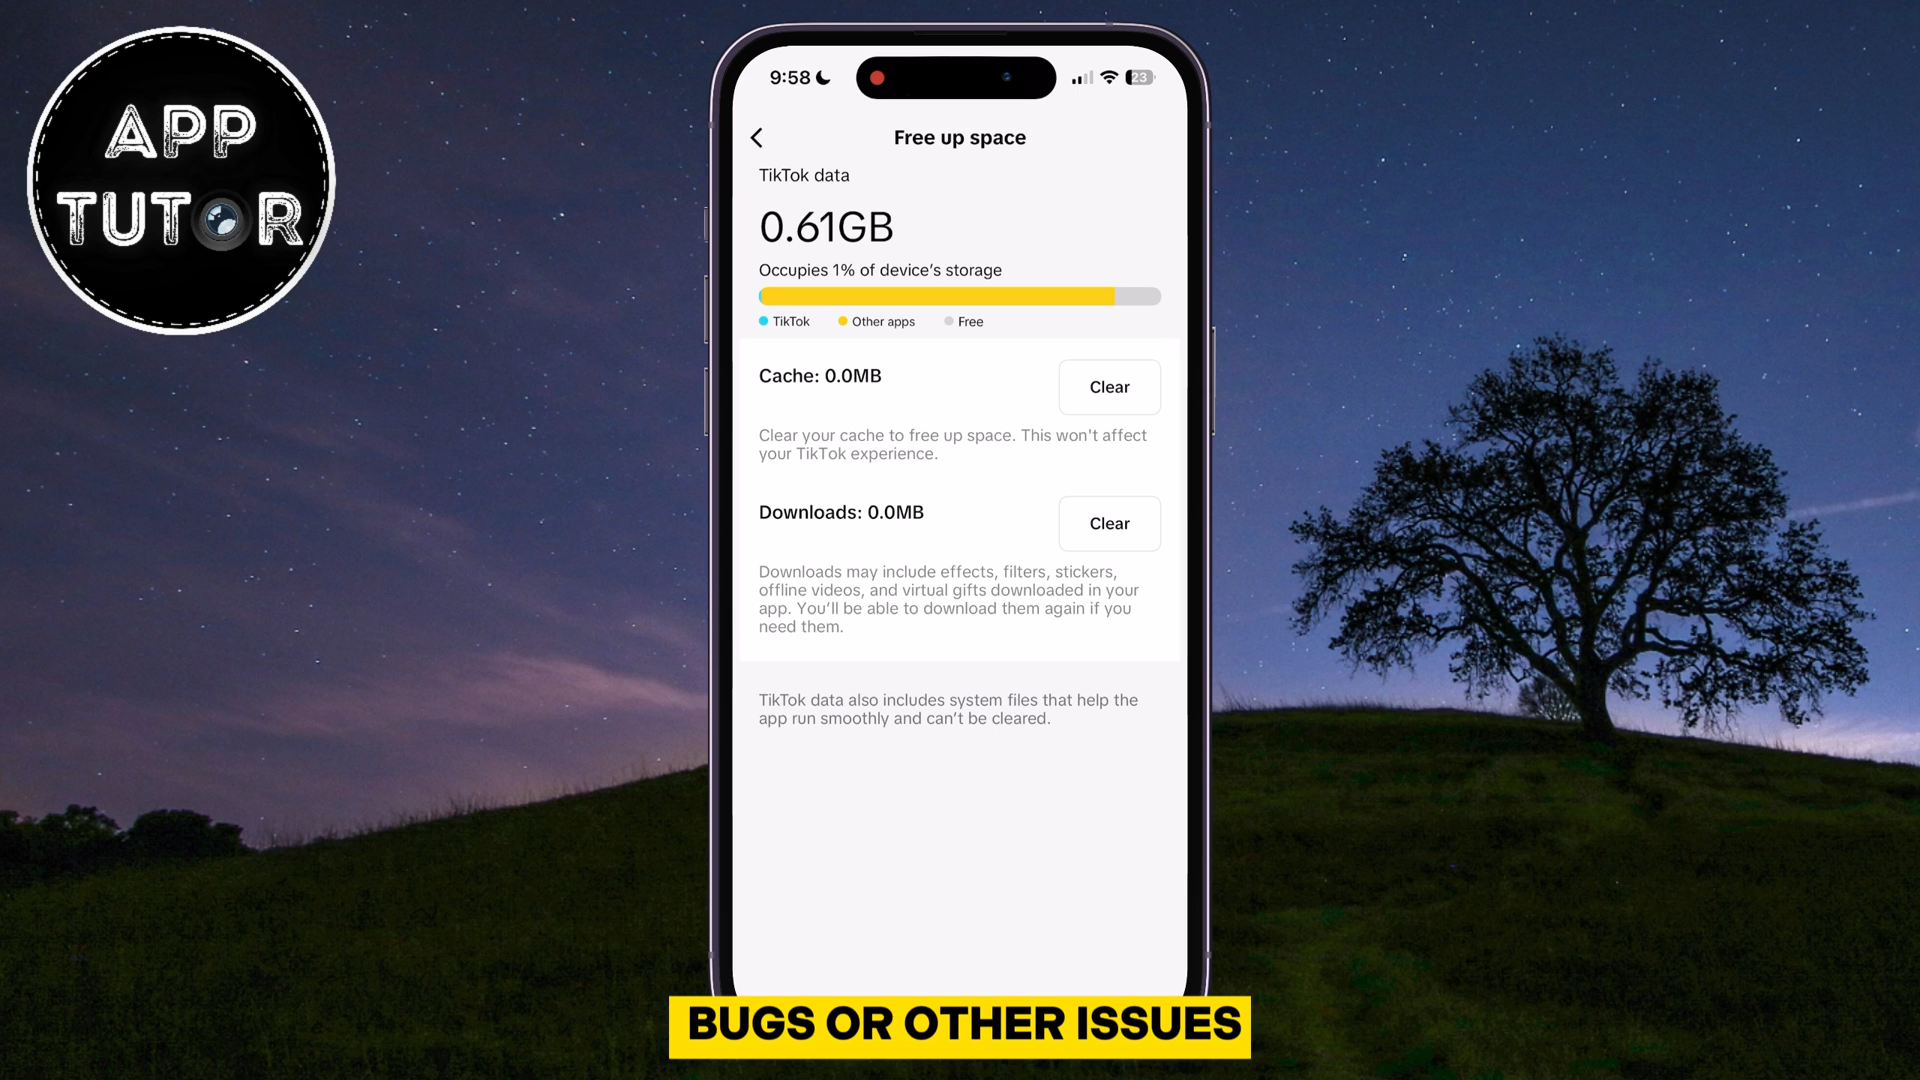 APP
TUTOR
9:58
23
Free up space
TikTok data
0.61GB
Occupies 1% of device's storage
TikTok Other apps Free
Cache: 0.0MB
Clear
Clear your cache to free up space. This won't affect
your TikTok experience.
Downloads: 0.0MB
Clear
Downloads may include effects, filters, stickers,
offline videos, and virtual gifts downloaded in your
app. You'll be able to download them again if you
need them.
TikTok data also includes system files that help the
app run smoothly and can't be cleared.
BUGS OR OTHER ISSUES